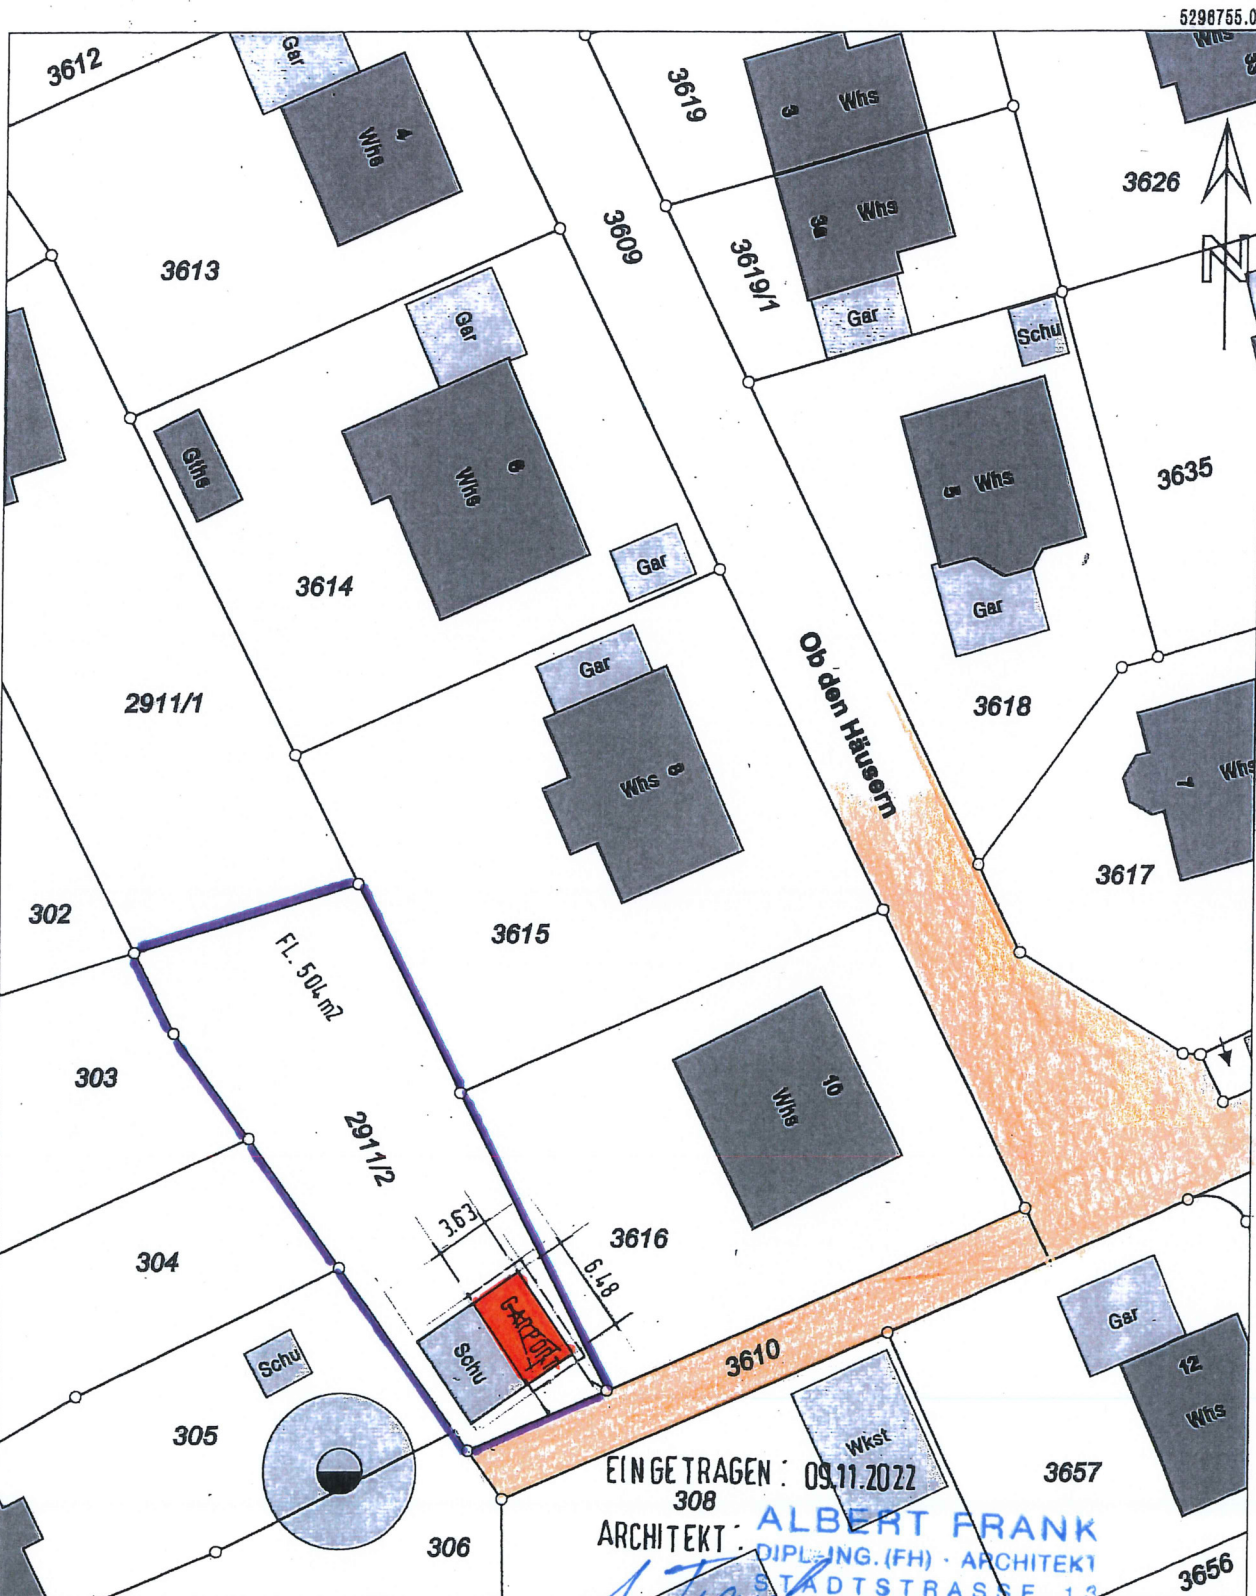 5298755.0
3612
Gar
4
Whs
3613
3619
3
Whs
Whs
3626
N
3609
3619/1
3a
Whs
Gar
Schu
Gar
Gths
6
Whs
3614
Gar
5
Whs
Gar
3635
3618
Ob den Häusern
2911/1
Gar
Whs 8
7
Whs
3617
302
3615
FL. 504 m2
303
10
Whs
2911/2
304
3.63
6.48
3616
CARPORT
Schu
Schu
3610
Gar
12
Whs
305
Wkst
3657
EINGETRAGEN : 09.11.2022
308
306
ARCHITEKT :
ALBERT FRANK
DIPL.-ING. (FH) · ARCHITEKT
STADTSTRASSE 13
3656